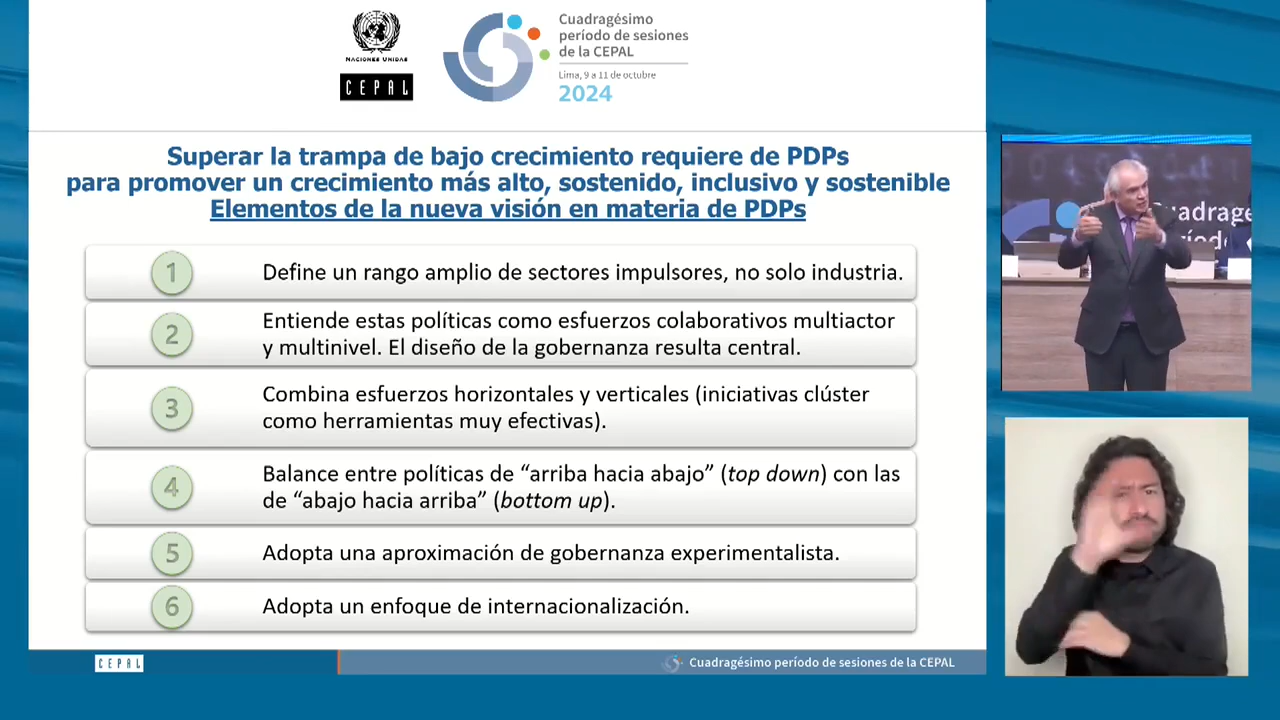 NACIONES UNIDAS
CEPAL
Cuadragésimo
período de sesiones
de la CEPAL
Lima, 9 a 11 de octubre
2024
Superar la trampa de bajo crecimiento requiere de PDPs
para promover un crecimiento más alto, sostenido, inclusivo y sostenible
Elementos de la nueva visión en materia de PDPs
1 Define un rango amplio de sectores impulsores, no solo industria.
2 Entiende estas políticas como esfuerzos colaborativos multiactor
y multinivel. El diseño de la gobernanza resulta central.
3 Combina esfuerzos horizontales y verticales (iniciativas clúster
como herramientas muy efectivas).
4 Balance entre políticas de “arriba hacia abajo” (top down) con las
de “abajo hacia arriba” (bottom up).
5 Adopta una aproximación de gobernanza experimentalista.
6 Adopta un enfoque de internacionalización.
CEPAL
Cuadragésimo período de sesiones de la CEPAL